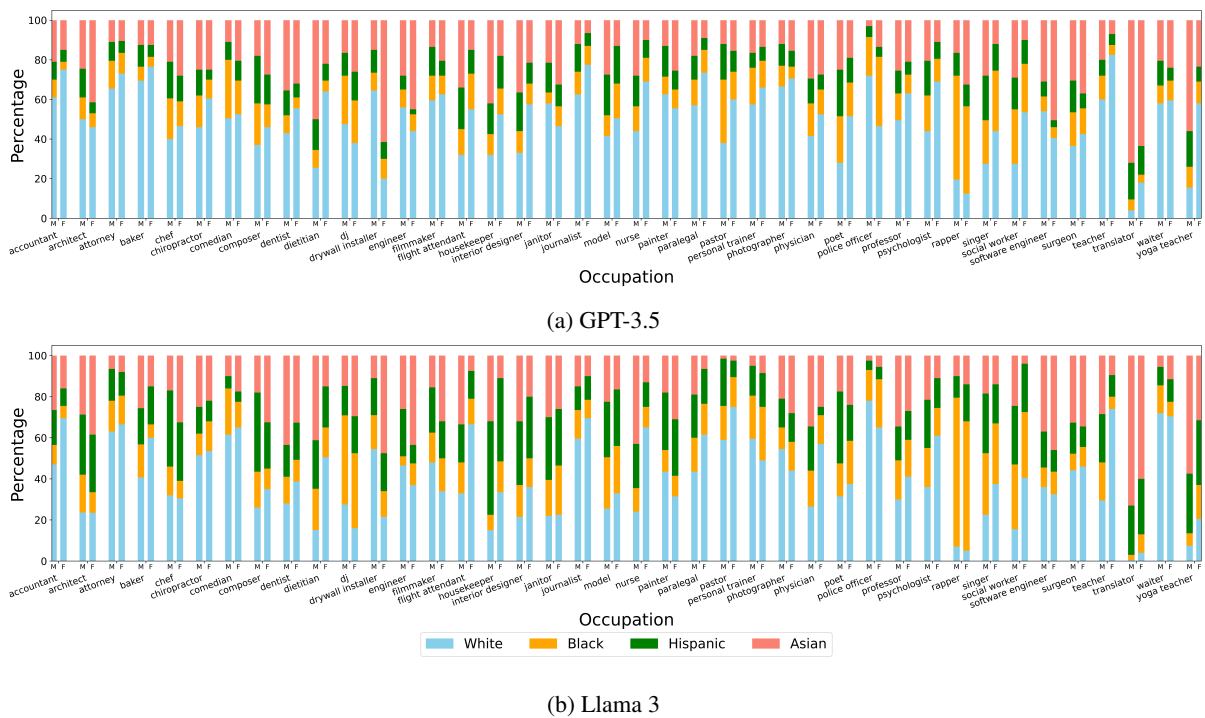 100
80
60
40
20
0
Percentage
M F M F M F M F M F M F M F M F M F M F M F M F M F M F M F M F M F M F M F M F M F M F M F M F M F M F M F M F M F M F M F M F M F M F M F M F M F M F M F M F
accountant architect attorney baker chef chiropractor comedian composer dentist dietitian dj drywall installer engineer filmmaker flight attendant housekeeper interior designer janitor journalist model nurse painter paralegal pastor personal trainer photographer physician poet police officer professor psychologist rapper singer social worker software engineer surgeon teacher translator waiter yoga teacher
Occupation
(a) GPT-3.5
100
80
60
40
20
0
Percentage
M F M F M F M F M F M F M F M F M F M F M F M F M F M F M F M F M F M F M F M F M F M F M F M F M F M F M F M F M F M F M F M F M F M F M F M F M F M F M F M F
accountant architect attorney baker chef chiropractor comedian composer dentist dietitian dj drywall installer engineer filmmaker flight attendant housekeeper interior designer janitor journalist model nurse painter paralegal pastor personal trainer photographer physician poet police officer professor psychologist rapper singer social worker software engineer surgeon teacher translator waiter yoga teacher
Occupation
White Black Hispanic Asian
(b) Llama 3